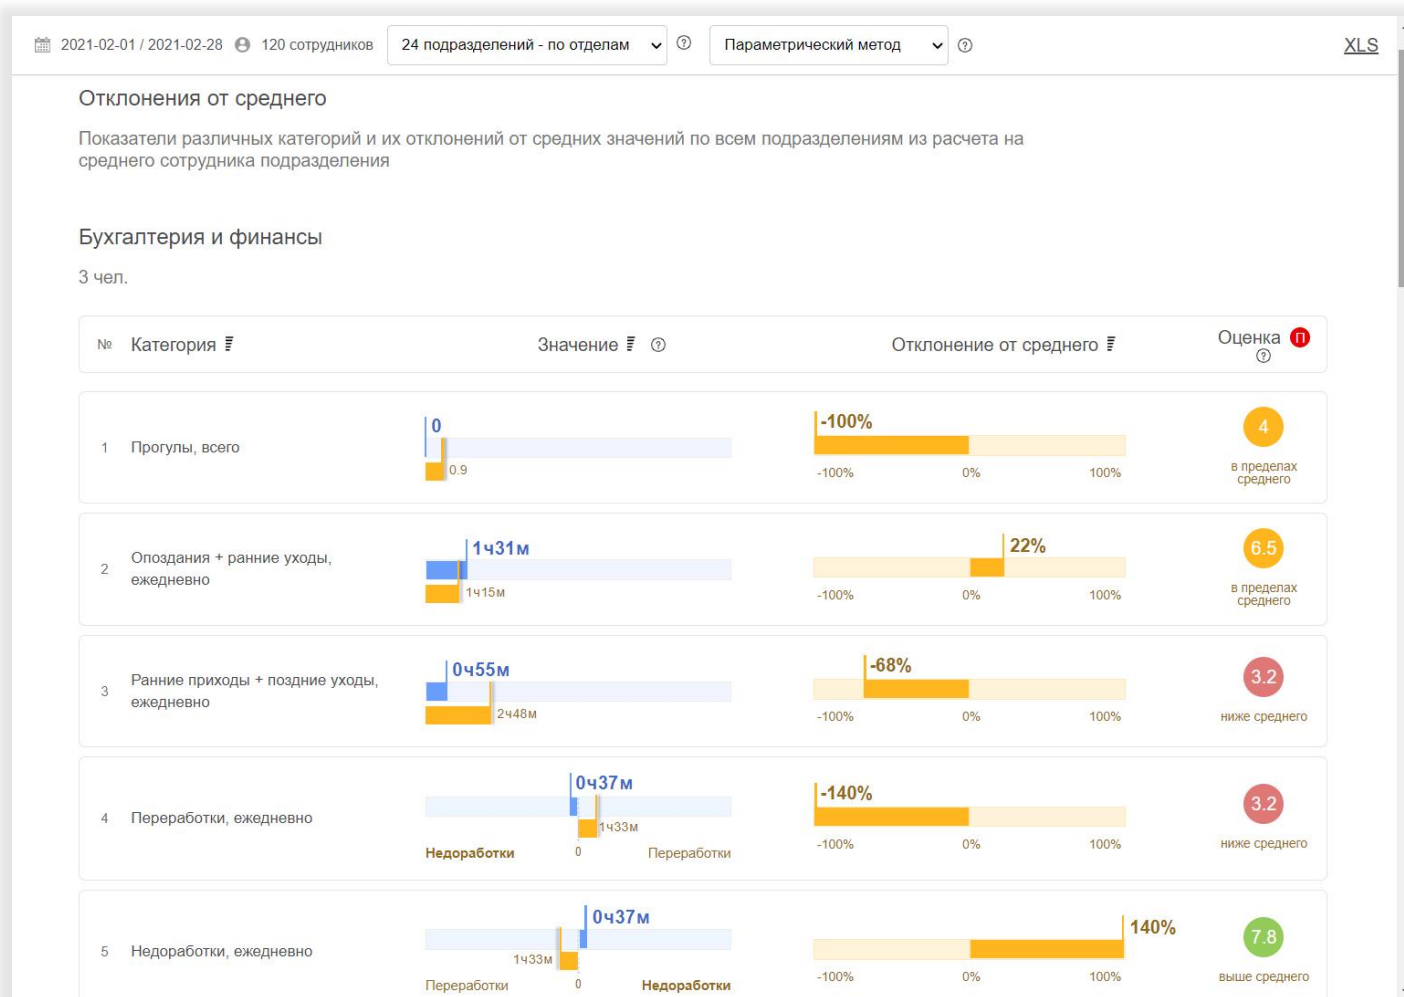 2021-02-01 / 2021-02-28 120 сотрудников 24 подразделений - по отделам ? Параметрический метод ? XLS
Отклонения от среднего
Показатели различных категорий и их отклонений от средних значений по всем подразделениям из расчета на
среднего сотрудника подразделения
Бухгалтерия и финансы
3 чел.
№ Категория Значение ? Отклонение от среднего Оценка П ?
1 Прогулы, всего
0
0.9
-100%
-100% 0% 100%
4
в пределах
среднего
2 Опоздания + ранние уходы,
ежедневно
1ч31м
1ч15м
22%
-100% 0% 100%
6.5
в пределах
среднего
3 Ранние приходы + поздние уходы,
ежедневно
0ч55м
2ч48м
-68%
-100% 0% 100%
3.2
ниже среднего
4 Переработки, ежедневно
0ч37м
1ч33м
Недоработки 0 Переработки
-140%
-100% 0% 100%
3.2
ниже среднего
5 Недоработки, ежедневно
0ч37м
1ч33м
Переработки 0 Недоработки
140%
-100% 0% 100%
7.8
выше среднего